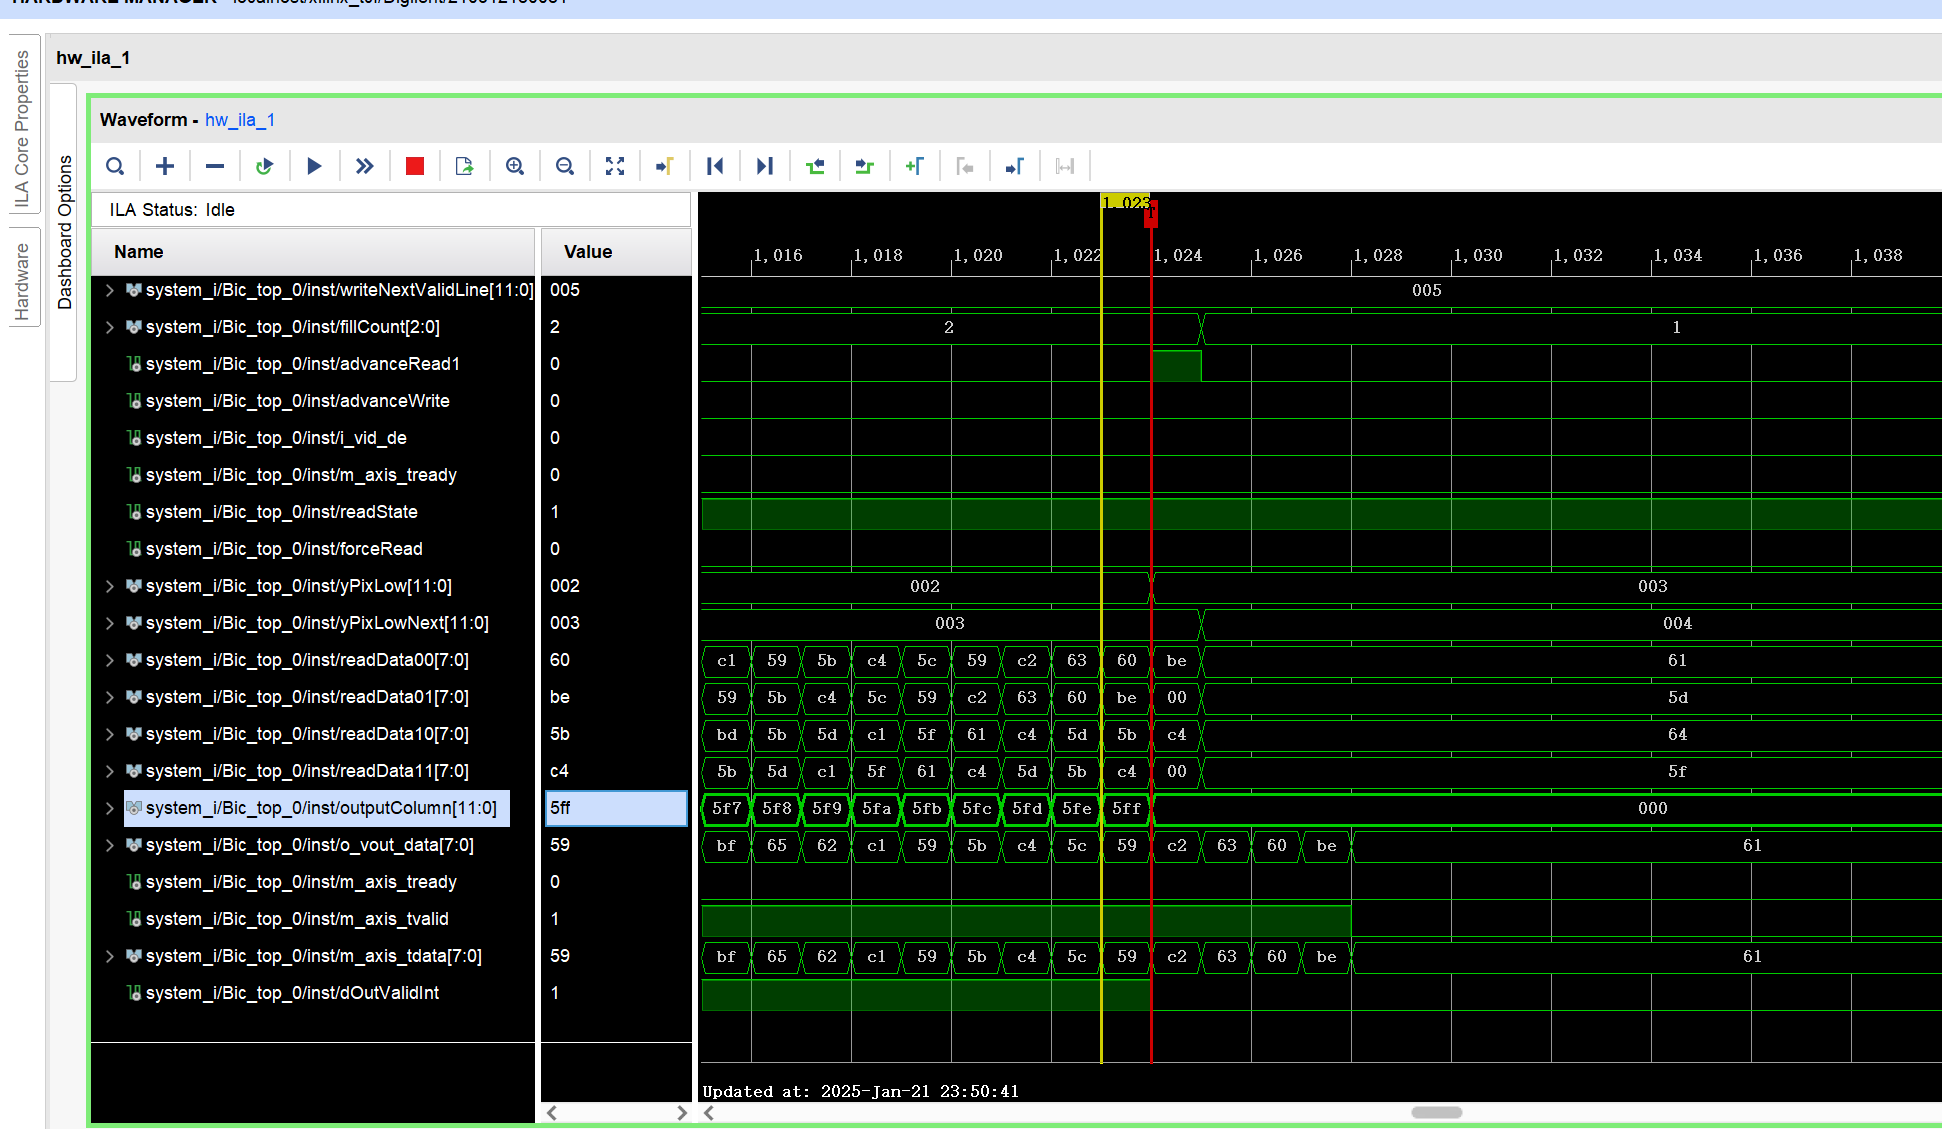 HARDWARE MANAGER
ILA Core Properties
Hardware
hw_ila_1
Dashboard Options
Waveform - hw_ila_1
ILA Status: Idle
Name Value
1,023
1,016 1,018 1,020 1,022 1,024 1,026 1,028 1,030 1,032 1,034 1,036 1,038
system_i/Bic_top_0/inst/writeNextValidLine[11:0] 005 005
system_i/Bic_top_0/inst/fillCount[2:0] 2 2 1
system_i/Bic_top_0/inst/advanceRead1 0
system_i/Bic_top_0/inst/advanceWrite 0
system_i/Bic_top_0/inst/i_vid_de 0
system_i/Bic_top_0/inst/m_axis_tready 0
system_i/Bic_top_0/inst/readState 1
system_i/Bic_top_0/inst/forceRead 0
system_i/Bic_top_0/inst/yPixLow[11:0] 002 002 003
system_i/Bic_top_0/inst/yPixLowNext[11:0] 003 003 004
system_i/Bic_top_0/inst/readData00[7:0] 60 c1 59 5b c4 5c 59 c2 63 60 be 61
system_i/Bic_top_0/inst/readData01[7:0] be 59 5b c4 5c 59 c2 63 60 be 00 5d
system_i/Bic_top_0/inst/readData10[7:0] 5b bd 5b 5d c1 5f 61 c4 5d 5b c4 64
system_i/Bic_top_0/inst/readData11[7:0] c4 5b 5d c1 5f 61 c4 5d 5b c4 00 5f
system_i/Bic_top_0/inst/outputColumn[11:0] 5ff 5f7 5f8 5f9 5fa 5fb 5fc 5fd 5fe 5ff 000
system_i/Bic_top_0/inst/o_vout_data[7:0] 59 bf 65 62 c1 59 5b c4 5c 59 c2 63 60 be 61
system_i/Bic_top_0/inst/m_axis_tready 0
system_i/Bic_top_0/inst/m_axis_tvalid 1
system_i/Bic_top_0/inst/m_axis_tdata[7:0] 59 bf 65 62 c1 59 5b c4 5c 59 c2 63 60 be 61
system_i/Bic_top_0/inst/dOutValidInt 1
Updated at: 2025-Jan-21 23:50:41